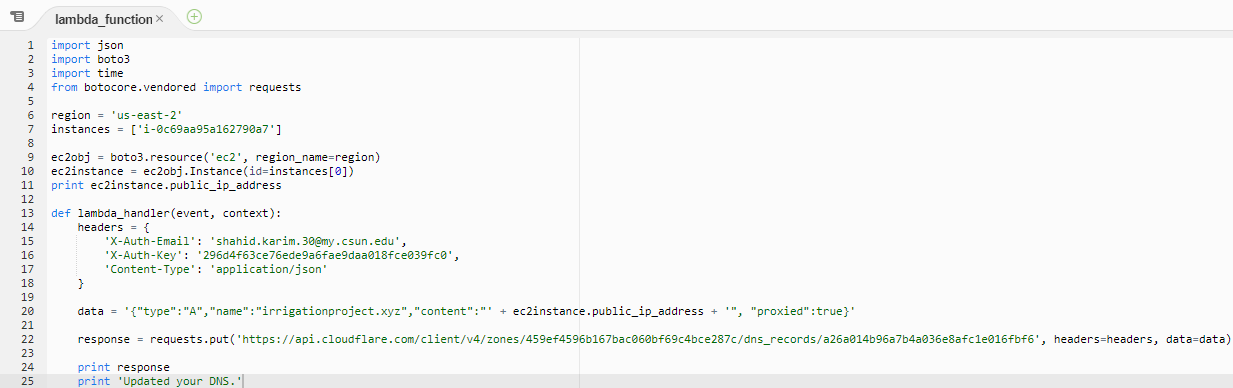 lambda_function ×
1 import json
2 import boto3
3 import time
4 from botocore.vendored import requests
5
6 region = 'us-east-2'
7 instances = ['i-0c69aa95a162790a7']
8
9 ec2obj = boto3.resource('ec2', region_name=region)
10 ec2instance = ec2obj.Instance(id=instances[0])
11 print ec2instance.public_ip_address
12
13 def lambda_handler(event, context):
14     headers = {
15         'X-Auth-Email': 'shahid.karim.30@my.csun.edu',
16         'X-Auth-Key': '296d4f63ce76ede9a6fae9daa018fce039fc0',
17         'Content-Type': 'application/json'
18     }
19
20     data = '{"type":"A","name":"irrigationproject.xyz","content":"' + ec2instance.public_ip_address + '", "proxied":true}'
21
22     response = requests.put('https://api.cloudflare.com/client/v4/zones/459ef4596b167bac060bf69c4bce287c/dns_records/a26a014b96a7b4a036e8afc1e016fbf6', headers=headers, data=data)
23
24     print response
25     print 'Updated your DNS.'